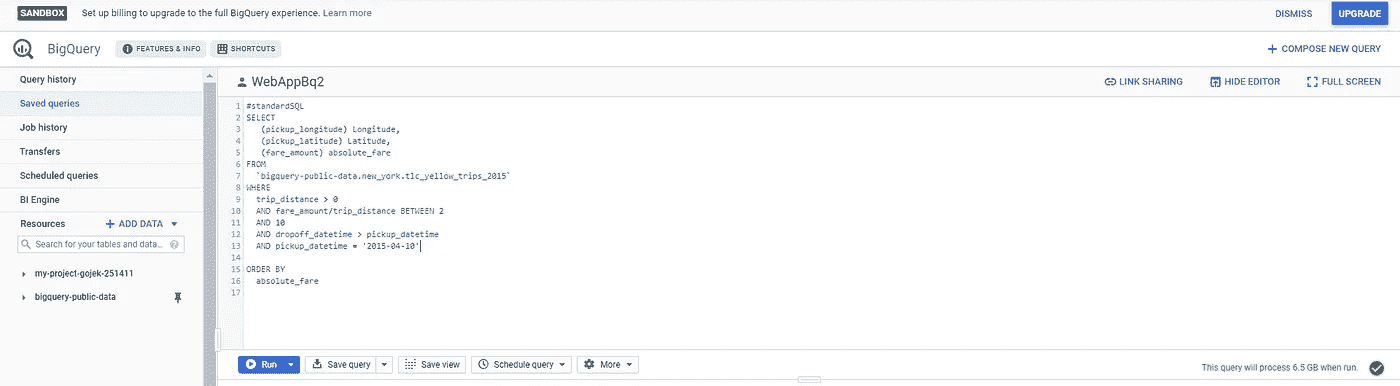 SANDBOX Set up billing to upgrade to the full BigQuery experience. Learn more DISMISS UPGRADE
BigQuery FEATURES & INFO SHORTCUTS COMPOSE NEW QUERY
Query history
Saved queries
Job history
Transfers
Scheduled queries
BI Engine
Resources ADD DATA
Search for your tables and data...
my-project-gojek-251411
bigquery-public-data
WebAppBq2 LINK SHARING HIDE EDITOR FULL SCREEN
1 #standardSQL
2 SELECT
3 (pickup_longitude) Longitude,
4 (pickup_latitude) Latitude,
5 (fare_amount) absolute_fare
6 FROM
7 `bigquery-public-data.new_york.tlc_yellow_trips_2015`
8 WHERE
9 trip_distance > 0
10 AND fare_amount/trip_distance BETWEEN 2
11 AND 10
12 AND dropoff_datetime > pickup_datetime
13 AND pickup_datetime = '2015-04-10'
14
15 ORDER BY
16 absolute_fare
17
Run Save query Save view Schedule query More This query will process 6.5 GB when run.